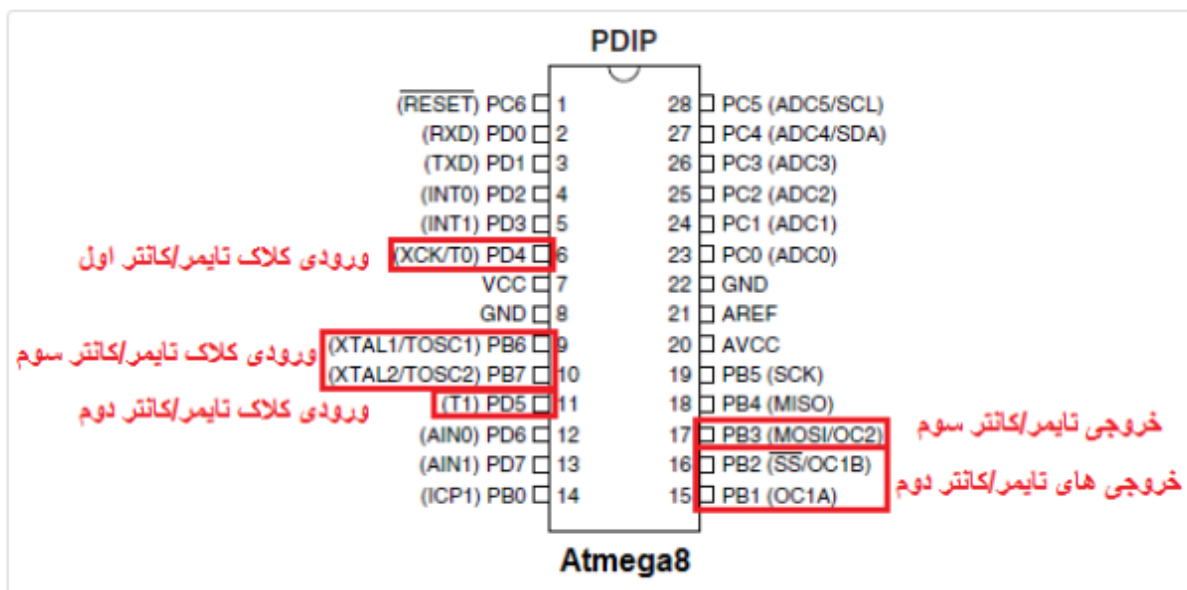 PDIP
(RESET) PC6 1 28 PC5 (ADC5/SCL)
(RXD) PD0 2 27 PC4 (ADC4/SDA)
(TXD) PD1 3 26 PC3 (ADC3)
(INT0) PD2 4 25 PC2 (ADC2)
(INT1) PD3 5 24 PC1 (ADC1)
ورودی کلاک تایمر/کانتر اول (XCK/T0) PD4 6 23 PC0 (ADC0)
VCC 7 22 GND
GND 8 21 AREF
ورودی کلاک تایمر/کانتر سوم (XTAL1/TOSC1) PB6 9 20 AVCC
(XTAL2/TOSC2) PB7 10 19 PB5 (SCK)
ورودی کلاک تایمر/کانتر دوم (T1) PD5 11 18 PB4 (MISO)
(AIN0) PD6 12 17 PB3 (MOSI/OC2) خروجی تایمر/کانتر سوم
(AIN1) PD7 13 16 PB2 (SS/OC1B) خروجی های تایمر/کانتر دوم
(ICP1) PB0 14 15 PB1 (OC1A)
Atmega8